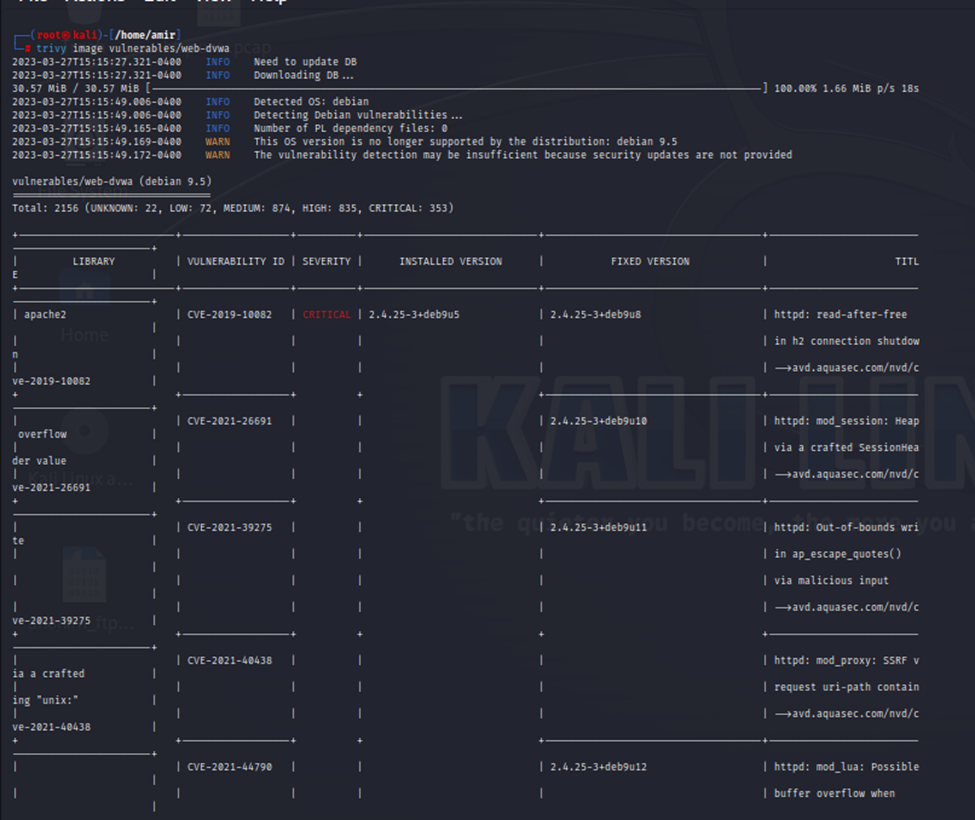 (root㉿kali)-[/home/amir]
# trivy image vulnerables/web-dvwa
2023-03-27T15:15:27.321-0400 INFO Need to update DB
2023-03-27T15:15:27.321-0400 INFO Downloading DB...
30.57 MiB / 30.57 MiB [------] 100.00% 1.66 MiB p/s 18s
2023-03-27T15:15:49.006-0400 INFO Detected OS: debian
2023-03-27T15:15:49.006-0400 INFO Detecting Debian vulnerabilities...
2023-03-27T15:15:49.165-0400 INFO Number of PL dependency files: 0
2023-03-27T15:15:49.169-0400 WARN This OS version is no longer supported by the distribution: debian 9.5
2023-03-27T15:15:49.172-0400 WARN The vulnerability detection may be insufficient because security updates are not provided
vulnerables/web-dvwa (debian 9.5)
Total: 2156 (UNKNOWN: 22, LOW: 72, MEDIUM: 874, HIGH: 835, CRITICAL: 353)
| LIBRARY | VULNERABILITY ID | SEVERITY | INSTALLED VERSION | FIXED VERSION | TITL
E |
| apache2 | CVE-2019-10082 | CRITICAL | 2.4.25-3+deb9u5 | 2.4.25-3+deb9u8 | httpd: read-after-free
Home
| in h2 connection shutdow
n |
| -->avd.aquasec.com/nvd/c
ve-2019-10082 |
| CVE-2021-26691 | 2.4.25-3+deb9u10 | httpd: mod_session: Heap
overflow |
| via a crafted SessionHea
der value |
| -->avd.aquasec.com/nvd/c
ve-2021-26691 |
KALI LIN
"the quieter you become, the more you
| CVE-2021-39275 | 2.4.25-3+deb9u11 | httpd: Out-of-bounds wri
te |
| in ap_escape_quotes()
| via malicious input
| -->avd.aquasec.com/nvd/c
ve-2021-39275 |
| CVE-2021-40438 | httpd: mod_proxy: SSRF v
ia a crafted |
| request uri-path contain
ing "unix:" |
| -->avd.aquasec.com/nvd/c
ve-2021-40438 |
| CVE-2021-44790 | 2.4.25-3+deb9u12 | httpd: mod_lua: Possible
| buffer overflow when